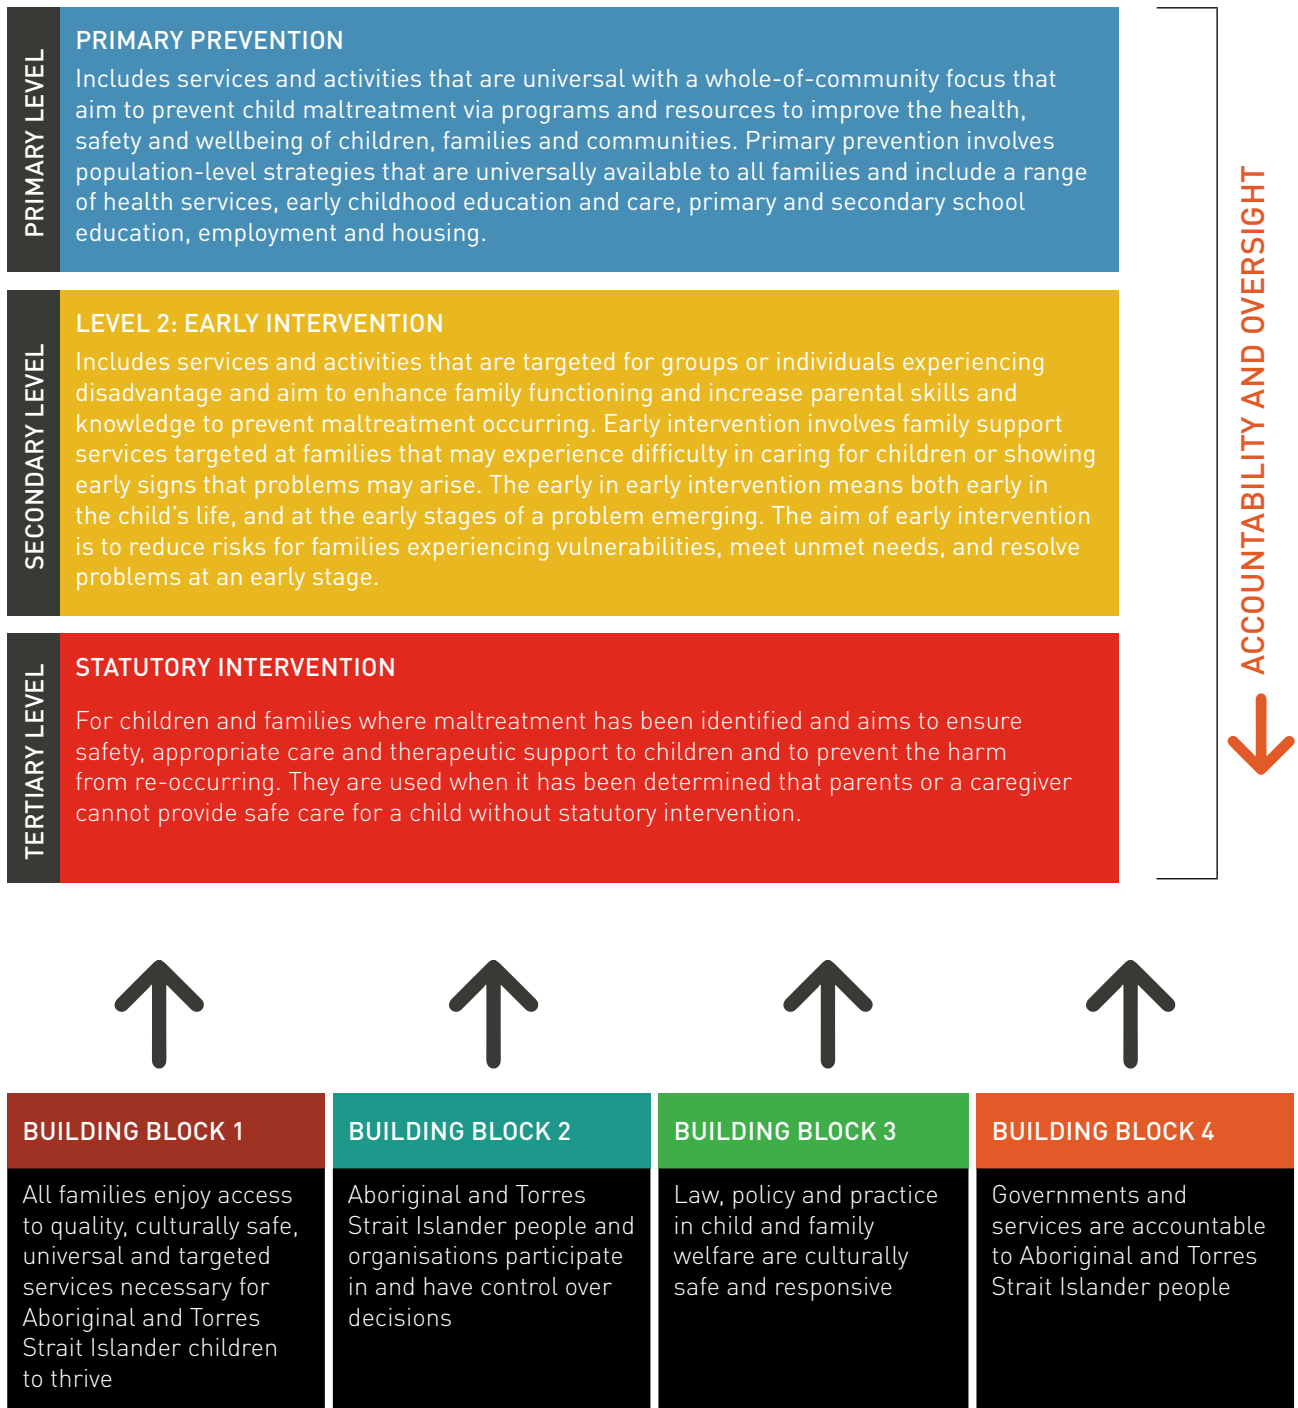 PRIMARY LEVEL
PRIMARY PREVENTION
Includes services and activities that are universal with a whole-of-community focus that
aim to prevent child maltreatment via programs and resources to improve the health,
safety and wellbeing of children, families and communities. Primary prevention involves
population-level strategies that are universally available to all families and include a range
of health services, early childhood education and care, primary and secondary school
education, employment and housing.
SECONDARY LEVEL
LEVEL 2: EARLY INTERVENTION
Includes services and activities that are targeted for groups or individuals experiencing
disadvantage and aim to enhance family functioning and increase parental skills and
knowledge to prevent maltreatment occurring. Early intervention involves family support
services targeted at families that may experience difficulty in caring for children or showing
early signs that problems may arise. The early in early intervention means both early in
the child's life, and at the early stages of a problem emerging. The aim of early intervention
is to reduce risks for families experiencing vulnerabilities, meet unmet needs, and resolve
problems at an early stage.
TERTIARY LEVEL
STATUTORY INTERVENTION
For children and families where maltreatment has been identified and aims to ensure
safety, appropriate care and therapeutic support to children and to prevent the harm
from re-occurring. They are used when it has been determined that parents or a caregiver
cannot provide safe care for a child without statutory intervention.
ACCOUNTABILITY AND OVERSIGHT
BUILDING BLOCK 1
All families enjoy access
to quality, culturally safe,
universal and targeted
services necessary for
Aboriginal and Torres
Strait Islander children
to thrive
BUILDING BLOCK 2
Aboriginal and Torres
Strait Islander people and
organisations participate
in and have control over
decisions
BUILDING BLOCK 3
Law, policy and practice
in child and family
welfare are culturally
safe and responsive
BUILDING BLOCK 4
Governments and
services are accountable
to Aboriginal and Torres
Strait Islander people